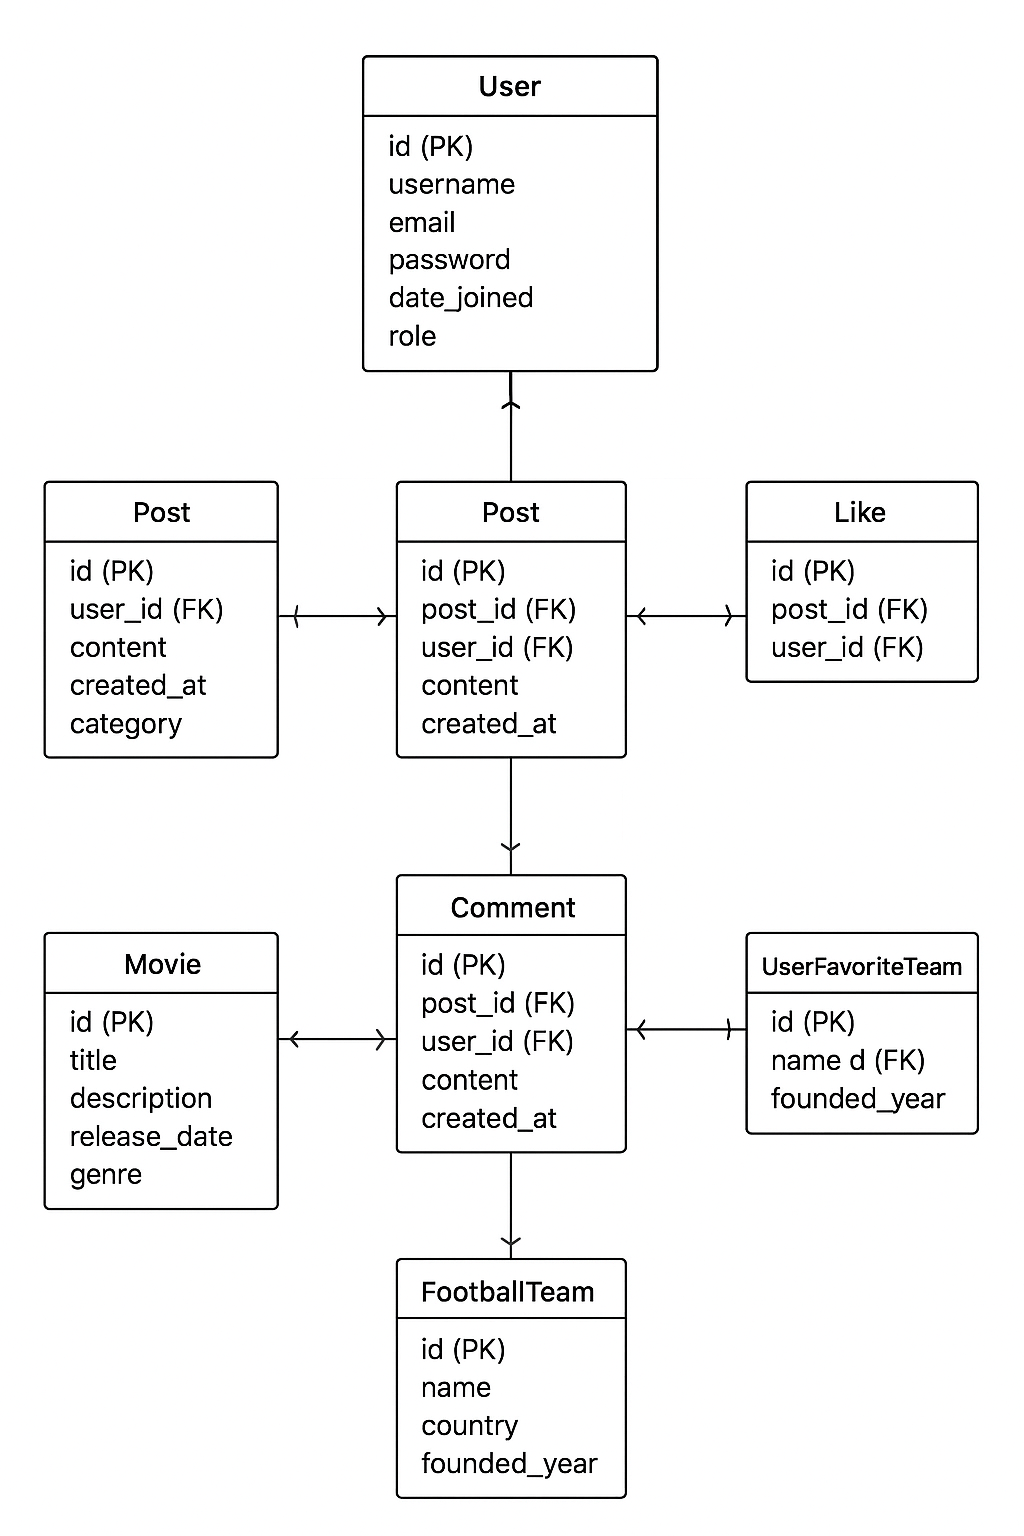 User
id (PK)
username
email
password
date_joined
role
Post
id (PK)
user_id (FK)
content
created_at
category
Post
id (PK)
post_id (FK)
user_id (FK)
content
created_at
Like
id (PK)
post_id (FK)
user_id (FK)
Movie
id (PK)
title
description
release_date
genre
Comment
id (PK)
post_id (FK)
user_id (FK)
content
created_at
UserFavoriteTeam
id (PK)
name d (FK)
founded_year
FootballTeam
id (PK)
name
country
founded_year